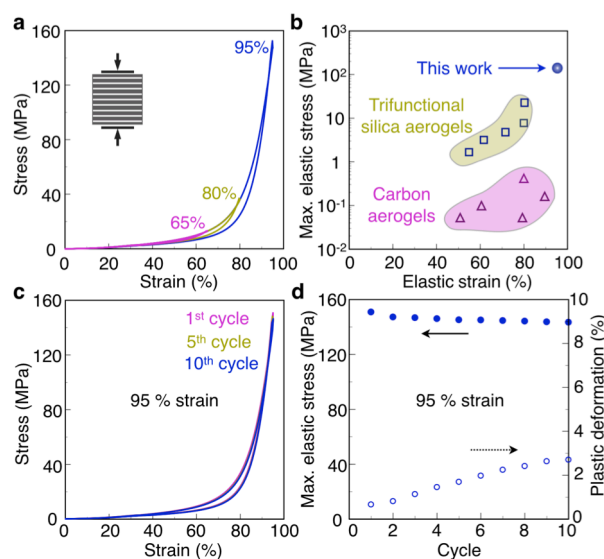 a
160
120
80
40
0
Stress (MPa)
95%
80%
65%
0 20 40 60 80 100
Strain (%)
b
10³
10²
10
1
10⁻¹
10⁻²
Max. elastic stress (MPa)
This work
Trifunctional
silica aerogels
Carbon
aerogels
0 20 40 60 80 100
Elastic strain (%)
c
160
120
80
40
0
Stress (MPa)
1st cycle
5th cycle
10th cycle
95 % strain
0 20 40 60 80 100
Strain (%)
d
160
120
80
40
0
Max. elastic stress (MPa)
95 % strain
10
8
6
4
2
0
Plastic deformation (%)
0 2 4 6 8 10
Cycle